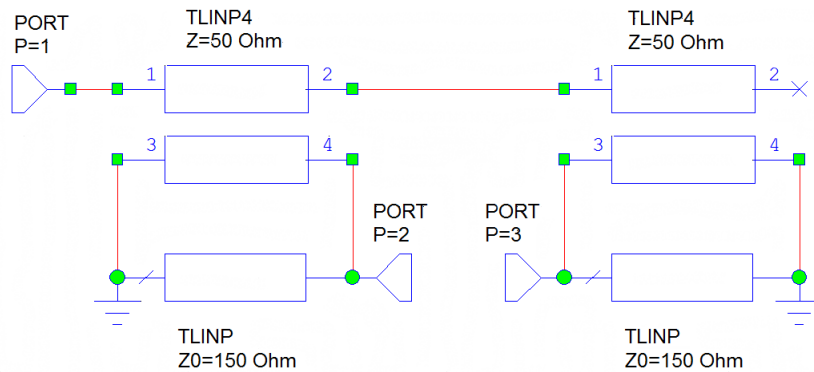 PORT
P=1
TLINP4
Z=50 Ohm
1
2
3
4
TLINP4
Z=50 Ohm
1
2
3
4
PORT
P=2
PORT
P=3
TLINP
Z0=150 Ohm
TLINP
Z0=150 Ohm